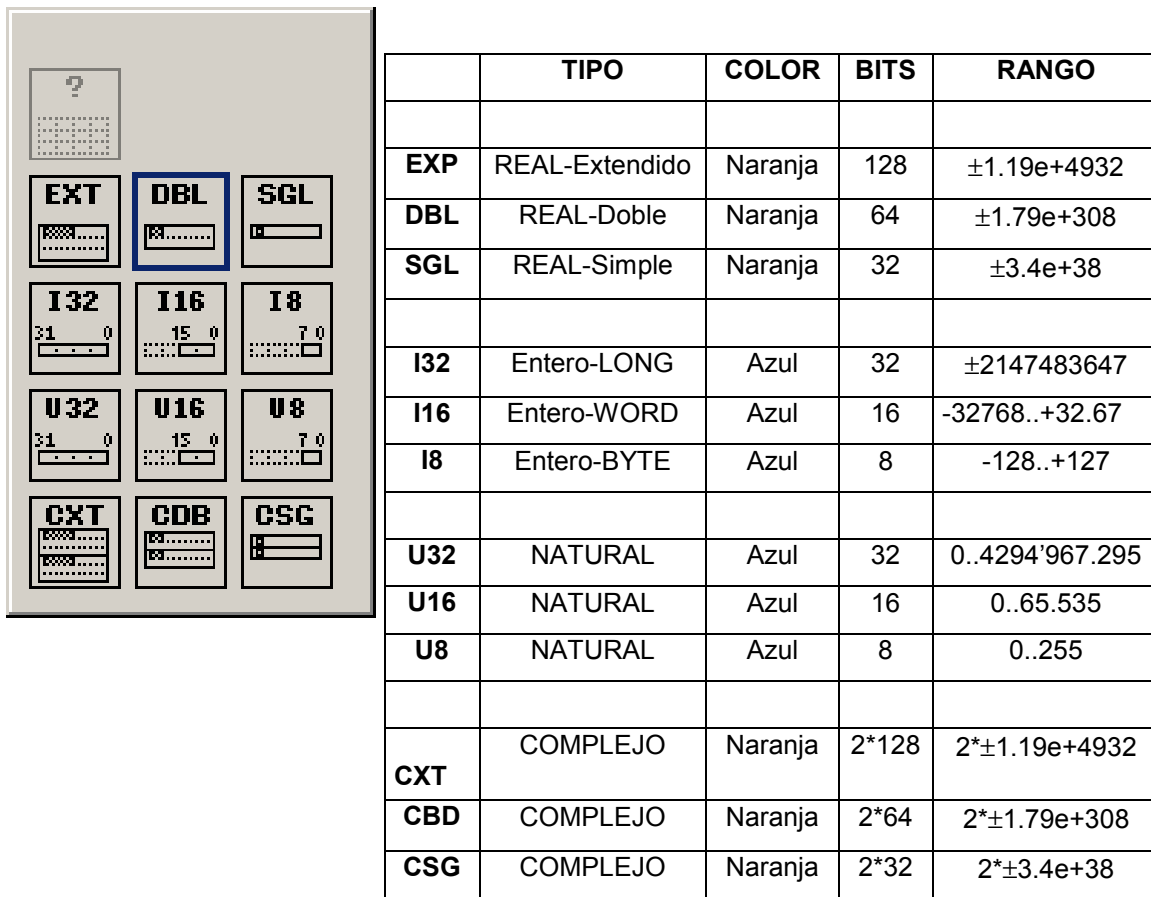 ?
EXT DBL SGL
I32 I16 I8
31 0 15 0 7 0
U32 U16 U8
31 0 15 0 7 0
CXT CDB CSG
TIPO COLOR BITS RANGO
EXP REAL-Extendido Naranja 128 ±1.19e+4932
DBL REAL-Doble Naranja 64 ±1.79e+308
SGL REAL-Simple Naranja 32 ±3.4e+38
I32 Entero-LONG Azul 32 ±2147483647
I16 Entero-WORD Azul 16 -32768..+32.67
I8 Entero-BYTE Azul 8 -128..+127
U32 NATURAL Azul 32 0..4294’967.295
U16 NATURAL Azul 16 0..65.535
U8 NATURAL Azul 8 0..255
CXT COMPLEJO Naranja 2*128 2*±1.19e+4932
CBD COMPLEJO Naranja 2*64 2*±1.79e+308
CSG COMPLEJO Naranja 2*32 2*±3.4e+38